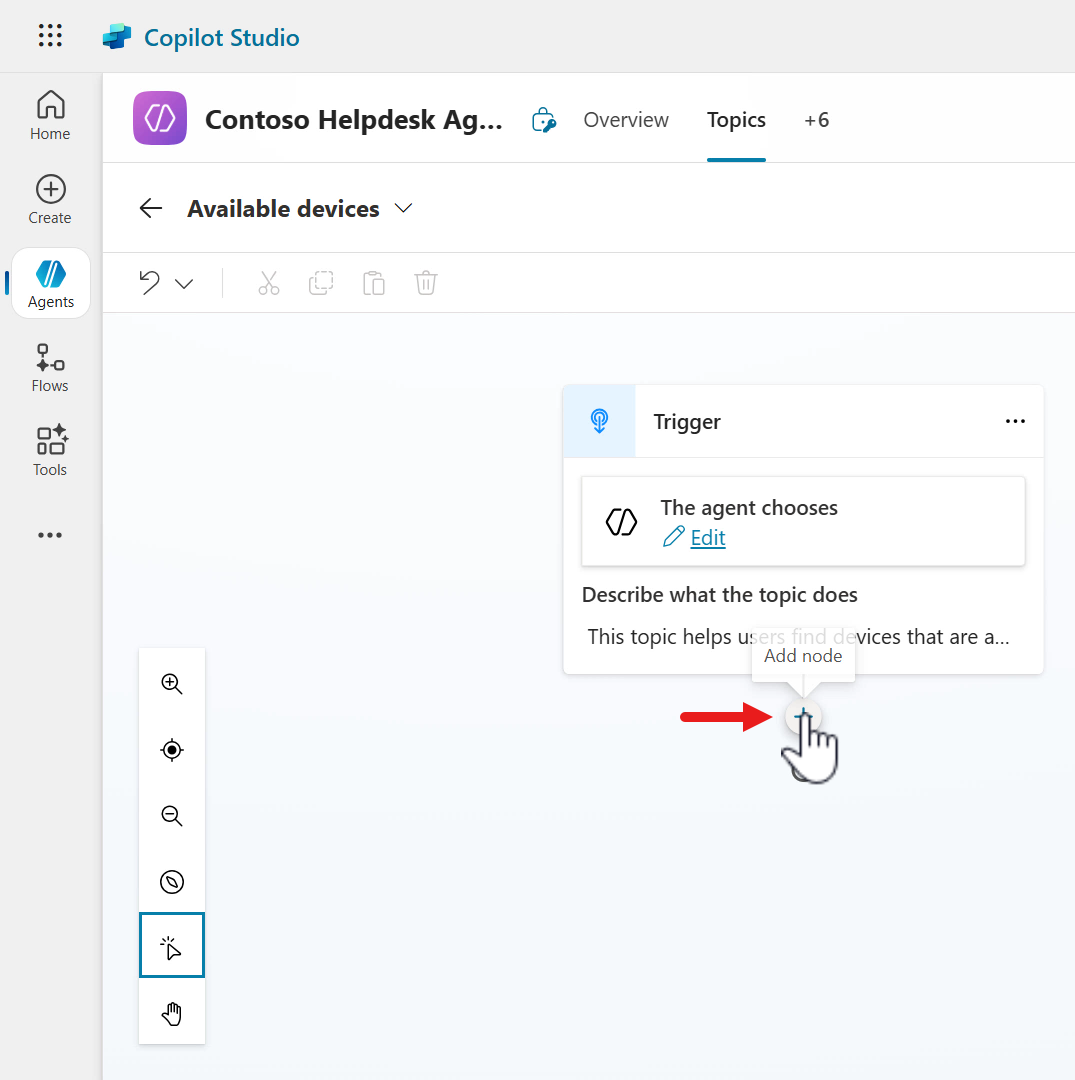 Copilot Studio
Home
Create
Agents
Flows
Tools
Contoso Helpdesk Ag...
Overview
Topics
+6
Available devices
Trigger
The agent chooses
Edit
Describe what the topic does
This topic helps users find devices that are a...
Add node